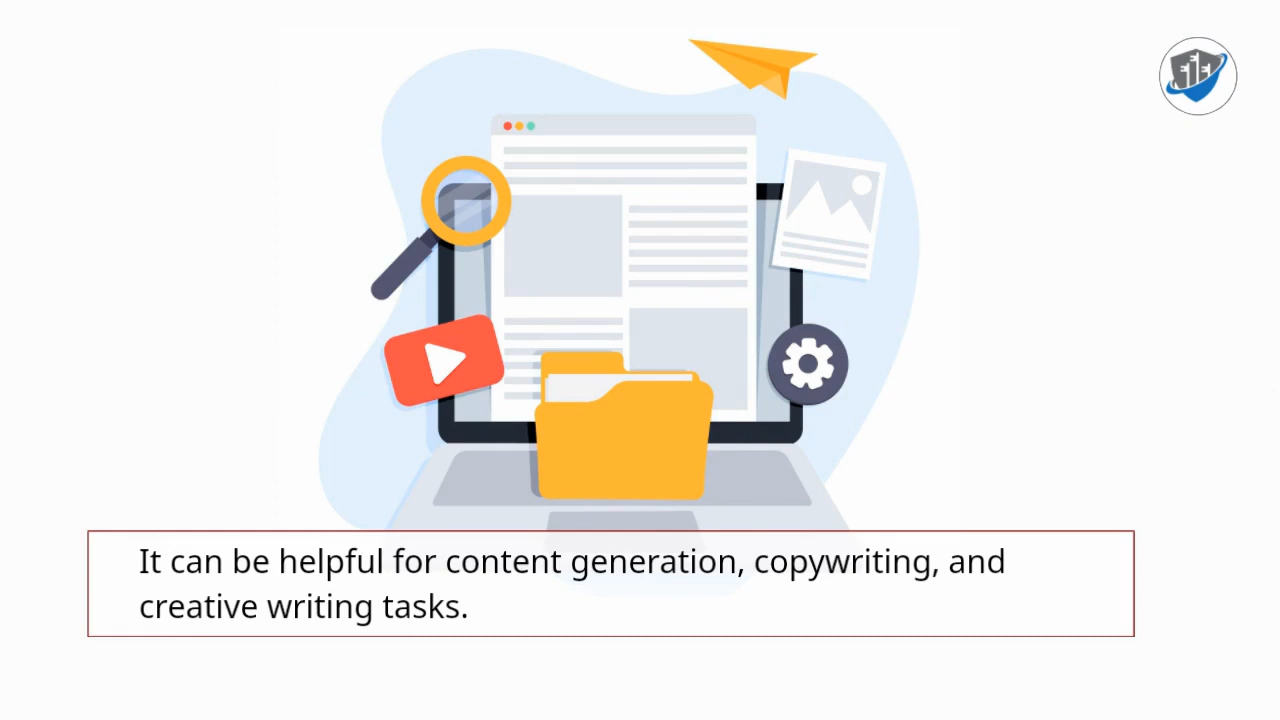 It can be helpful for content generation, copywriting, and
creative writing tasks.